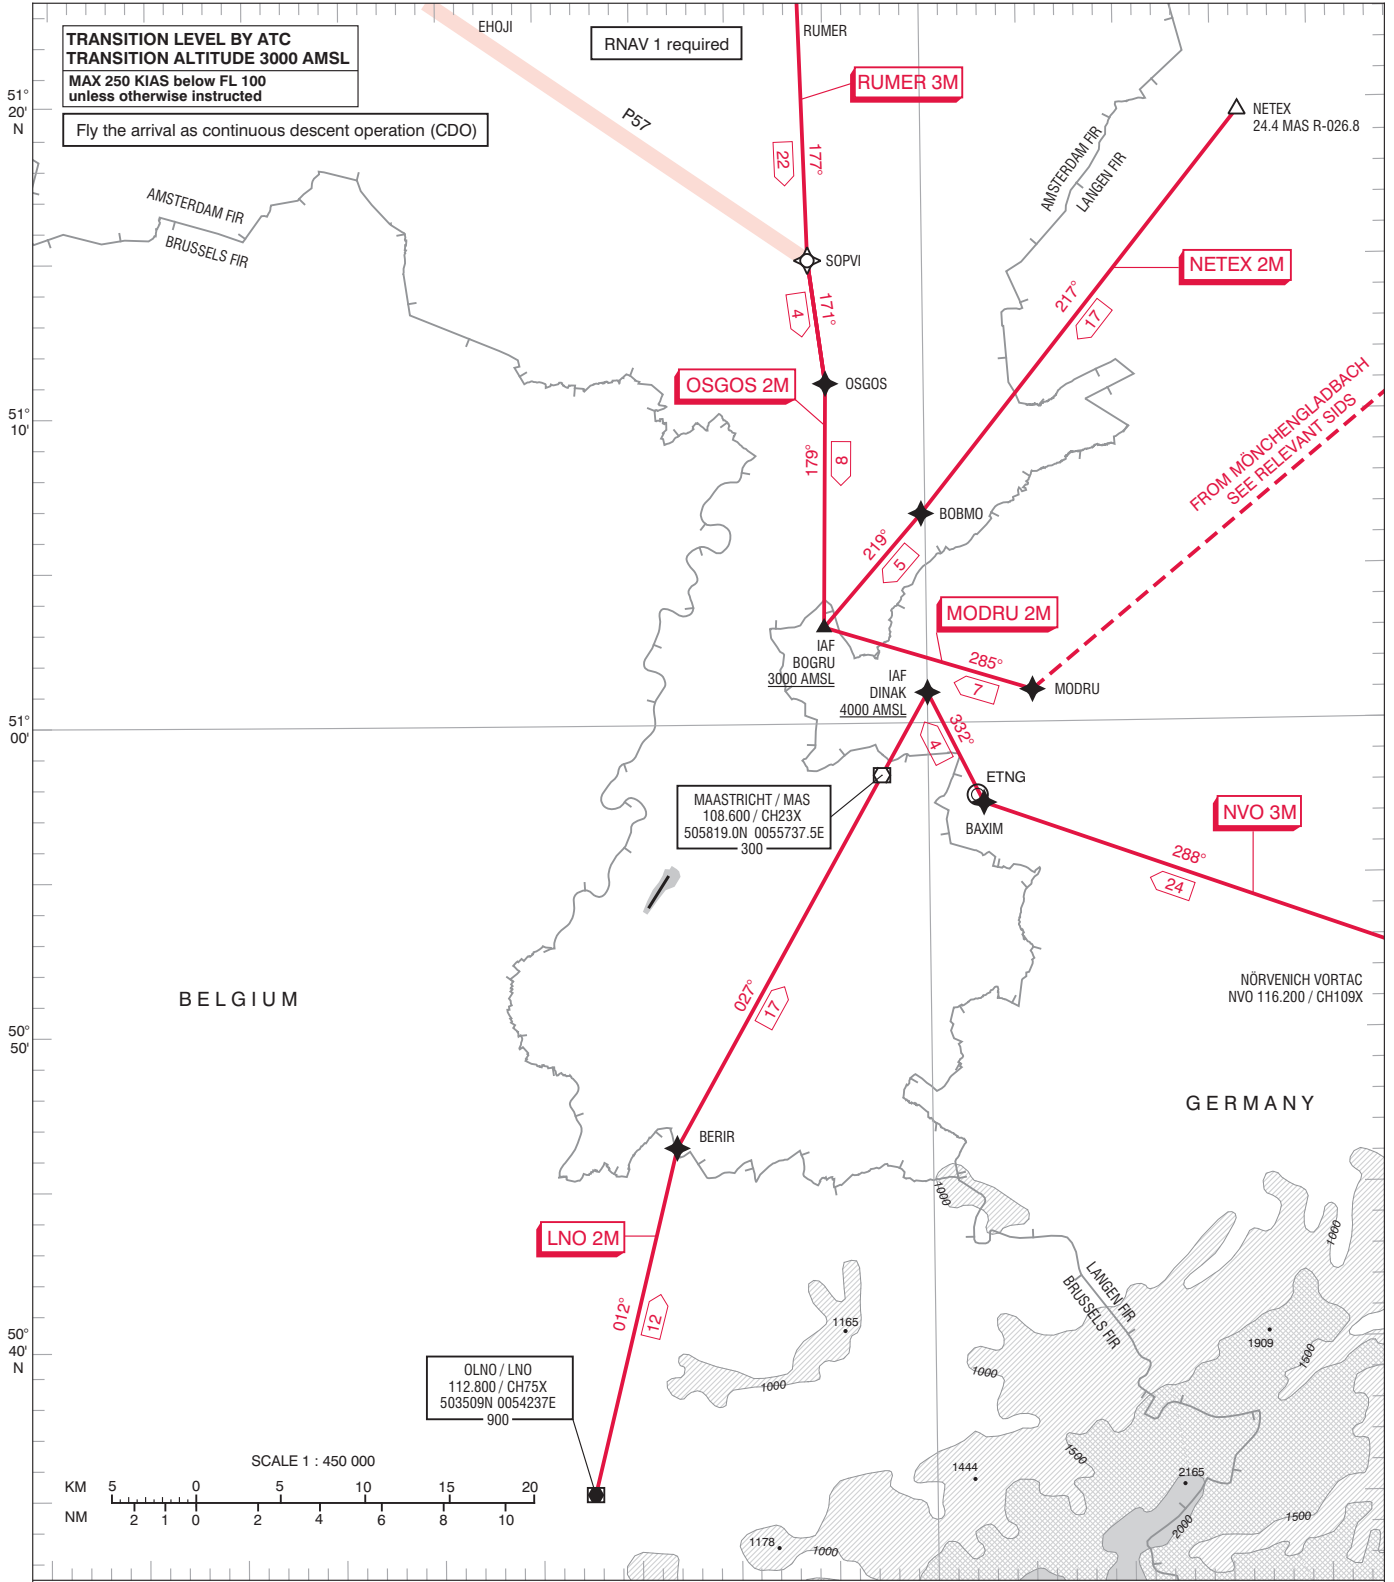 TRANSITION LEVEL BY ATC
TRANSITION ALTITUDE 3000 AMSL
MAX 250 KIAS below FL 100
unless otherwise instructed
Fly the arrival as continuous descent operation (CDO)
EHOJI
RNAV 1 required
RUMER
RUMER 3M
P57
177°
22
NETEX
24.4 MAS R-026.8
AMSTERDAM FIR
LANGEN FIR
AMSTERDAM FIR
BRUSSELS FIR
51°
20'
N
SOPVI
171°
4
NETEX 2M
217°
17
OSGOS 2M
OSGOS
51°
10'
179°
8
FROM MÖNCHENGLADBACH
SEE RELEVANT SIDS
BOBMO
219°
5
MODRU 2M
IAF
BOGRU
3000 AMSL
285°
7
MODRU
IAF
DINAK
4000 AMSL
51°
00'
332°
4
ETNG
BAXIM
MAASTRICHT / MAS
108.600 / CH23X
505819.0N 0055737.5E
300
NVO 3M
288°
24
NÖRVENICH VORTAC
NVO 116.200 / CH109X
BELGIUM
027°
17
50°
50'
GERMANY
BERIR
1000
LNO 2M
012°
12
LANGEN FIR
BRUSSELS FIR
1000
1165
1000
1909
1500
1000
50°
40'
N
OLNO / LNO
112.800 / CH75X
503509N 0054237E
900
SCALE 1 : 450 000
KM 5 0 5 10 15 20
NM 2 1 0 2 4 6 8 10
1444
1500
2165
2000
1500
1178
1000